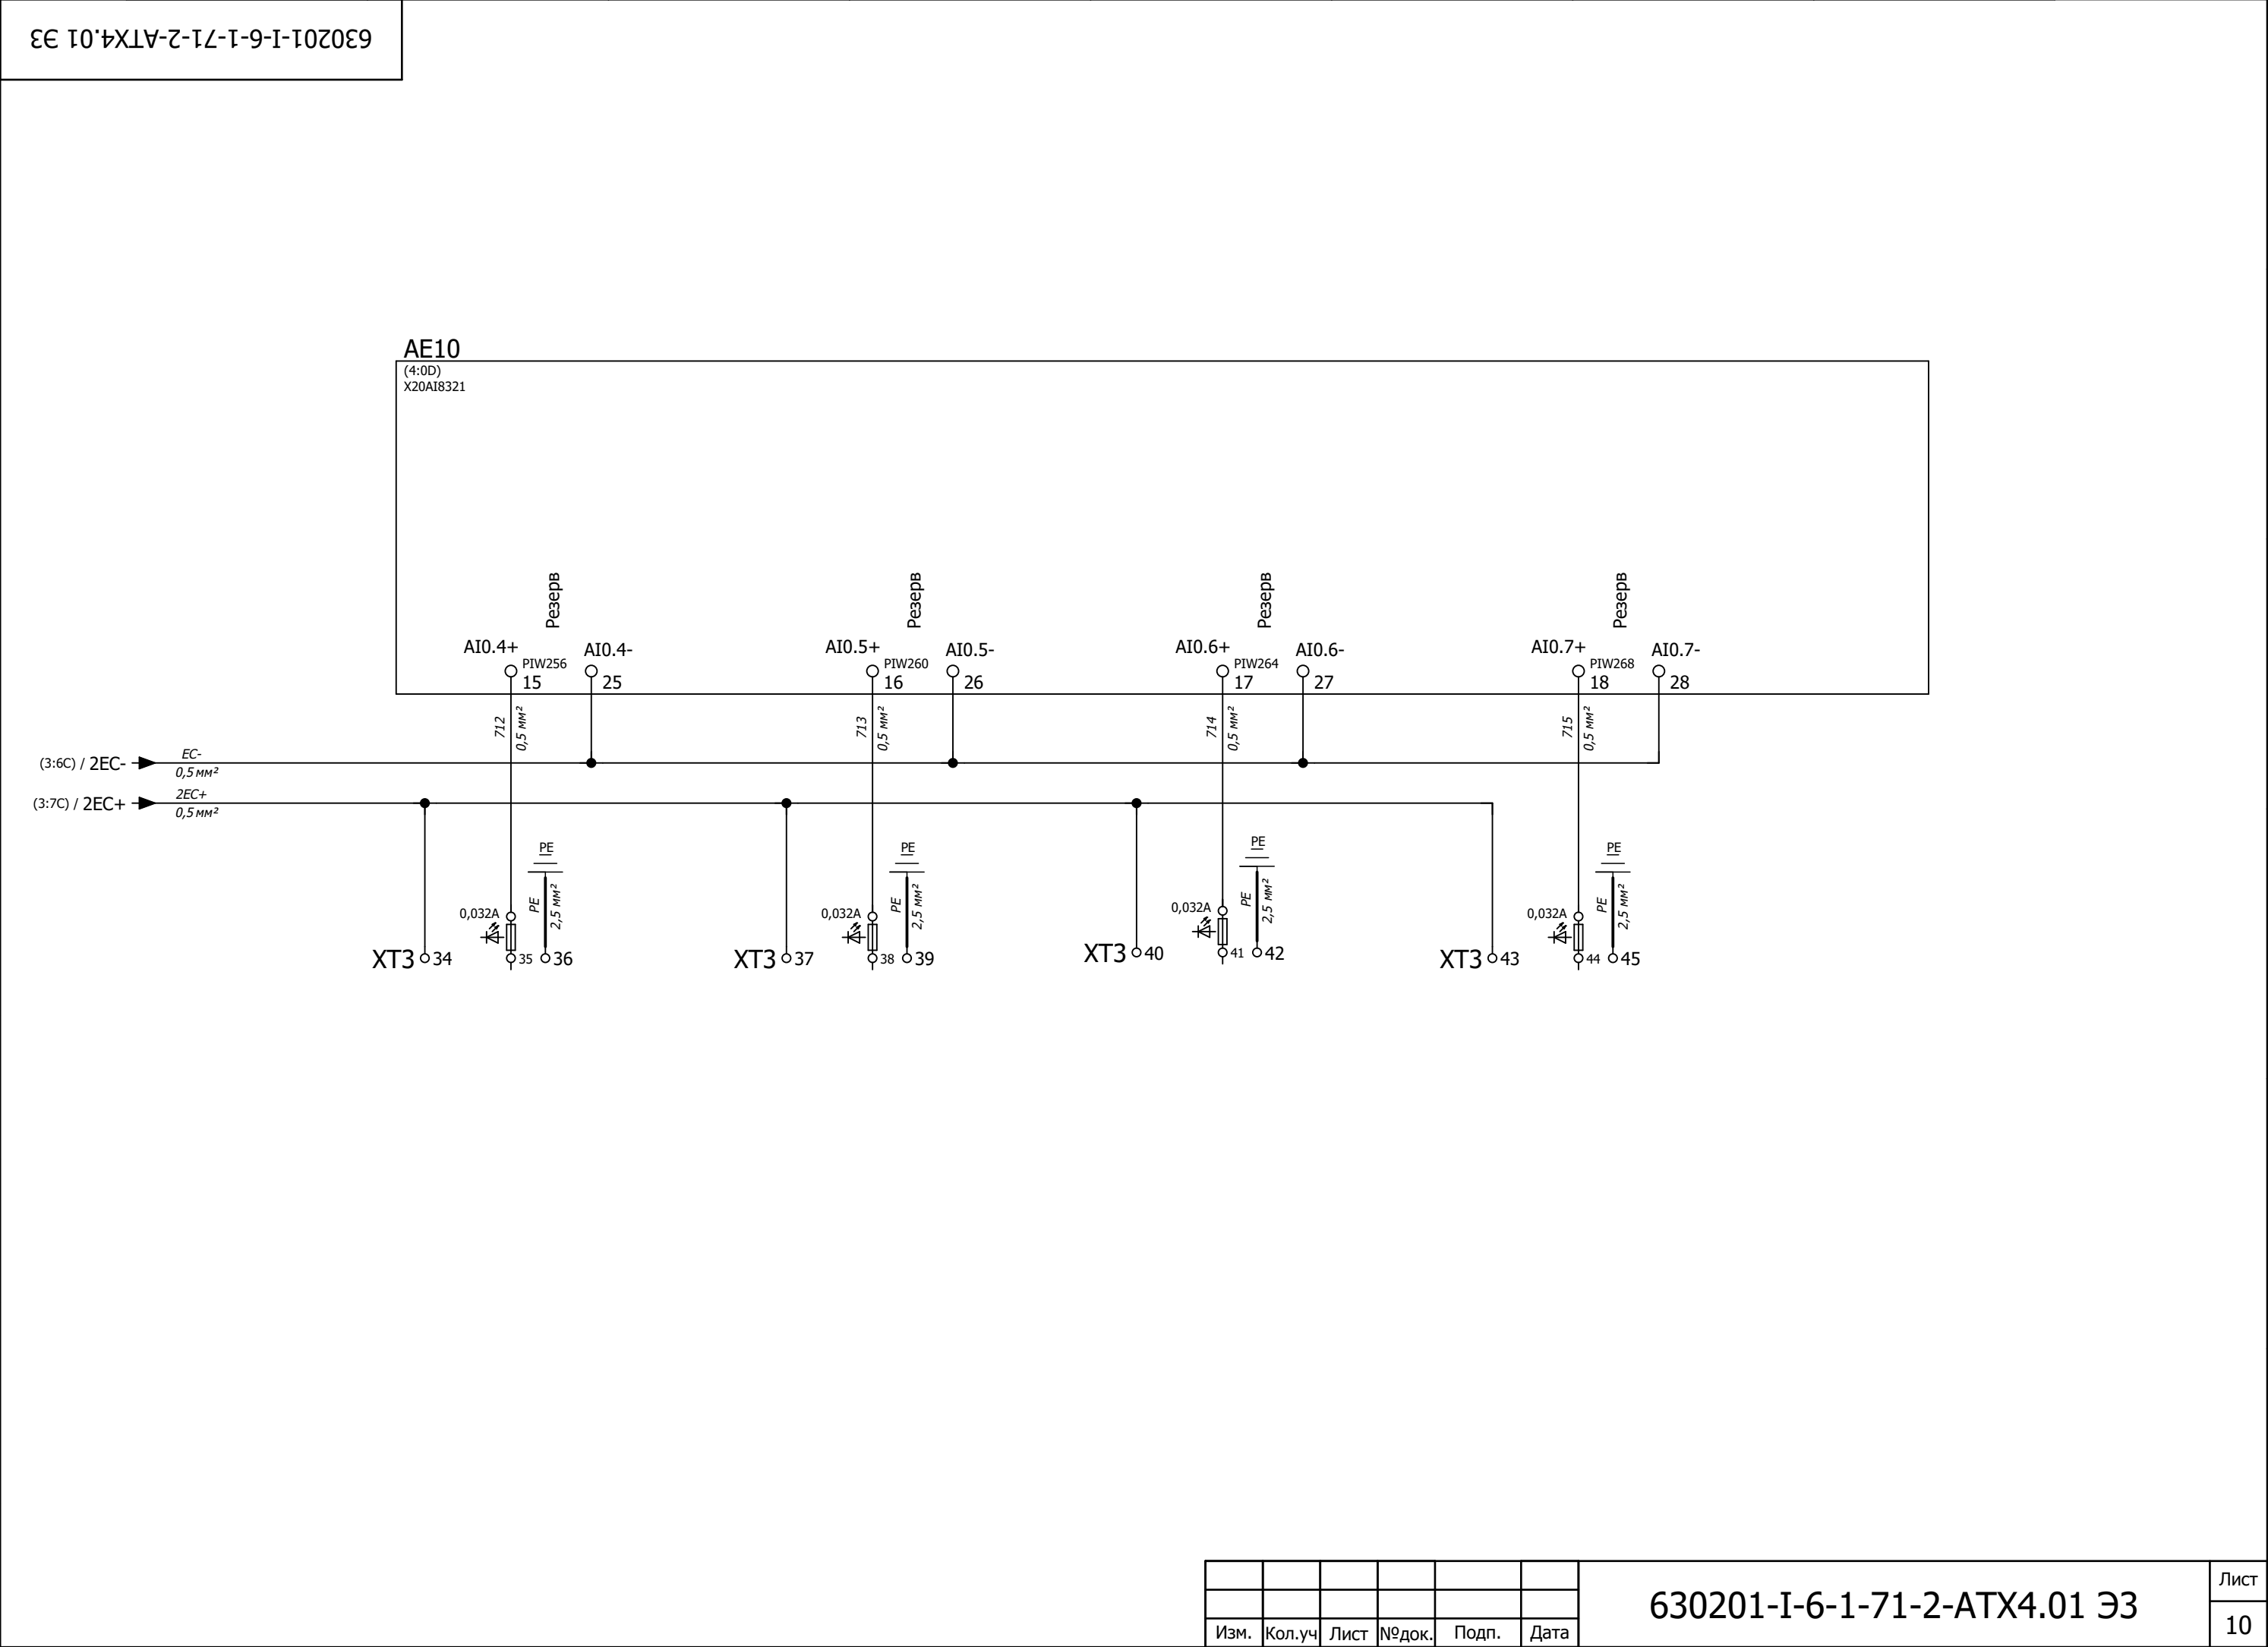 630201-I-6-1-71-2-АТХ4.01 Э3
AE10
(4:0D)
X20AI8321
Резерв
Резерв
Резерв
Резерв
AI0.4+ AI0.4- AI0.5+ AI0.5- AI0.6+ AI0.6- AI0.7+ AI0.7-
PIW256 PIW260 PIW264 PIW268
15 25 16 26 17 27 18 28
712 0,5 мм² 713 0,5 мм² 714 0,5 мм² 715 0,5 мм²
(3:6C) / 2EC- EC-
0,5 мм²
(3:7C) / 2EC+ 2EC+
0,5 мм²
PE PE PE PE
PE 2,5 мм² PE 2,5 мм² PE 2,5 мм² PE 2,5 мм²
0,032A 0,032A 0,032A 0,032A
XT3 34 35 36 XT3 37 38 39 XT3 40 41 42 XT3 43 44 45
Изм. Кол.уч Лист №док. Подп. Дата
630201-I-6-1-71-2-АТХ4.01 Э3
Лист
10